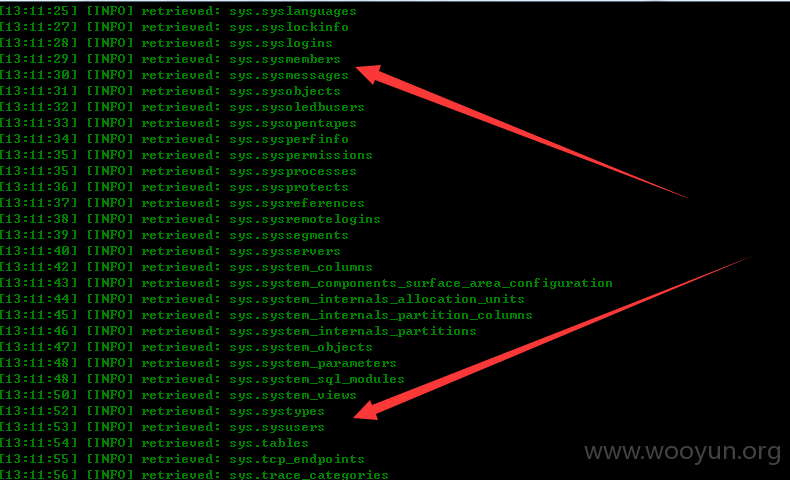 [13:11:25] [INFO] retrieved: sys.syslanguages
[13:11:27] [INFO] retrieved: sys.syslockinfo
[13:11:28] [INFO] retrieved: sys.syslogins
[13:11:29] [INFO] retrieved: sys.sysmembers
[13:11:30] [INFO] retrieved: sys.sysmessages
[13:11:31] [INFO] retrieved: sys.sysobjects
[13:11:32] [INFO] retrieved: sys.sysoledbusers
[13:11:33] [INFO] retrieved: sys.sysopentapes
[13:11:34] [INFO] retrieved: sys.sysperfinfo
[13:11:35] [INFO] retrieved: sys.syspermissions
[13:11:35] [INFO] retrieved: sys.sysprocesses
[13:11:36] [INFO] retrieved: sys.sysprotects
[13:11:37] [INFO] retrieved: sys.sysreferences
[13:11:38] [INFO] retrieved: sys.sysremotelogins
[13:11:39] [INFO] retrieved: sys.syssegments
[13:11:40] [INFO] retrieved: sys.sysservers
[13:11:42] [INFO] retrieved: sys.system_columns
[13:11:43] [INFO] retrieved: sys.system_components_surface_area_configuration
[13:11:44] [INFO] retrieved: sys.system_internals_allocation_units
[13:11:45] [INFO] retrieved: sys.system_internals_partition_columns
[13:11:46] [INFO] retrieved: sys.system_internals_partitions
[13:11:47] [INFO] retrieved: sys.system_objects
[13:11:48] [INFO] retrieved: sys.system_parameters
[13:11:48] [INFO] retrieved: sys.system_sql_modules
[13:11:50] [INFO] retrieved: sys.system_views
[13:11:52] [INFO] retrieved: sys.systypes
[13:11:53] [INFO] retrieved: sys.sysusers
[13:11:54] [INFO] retrieved: sys.tables
[13:11:55] [INFO] retrieved: sys.tcp_endpoints
[13:11:56] [INFO] retrieved: sys.trace_categories
www.wooyun.org